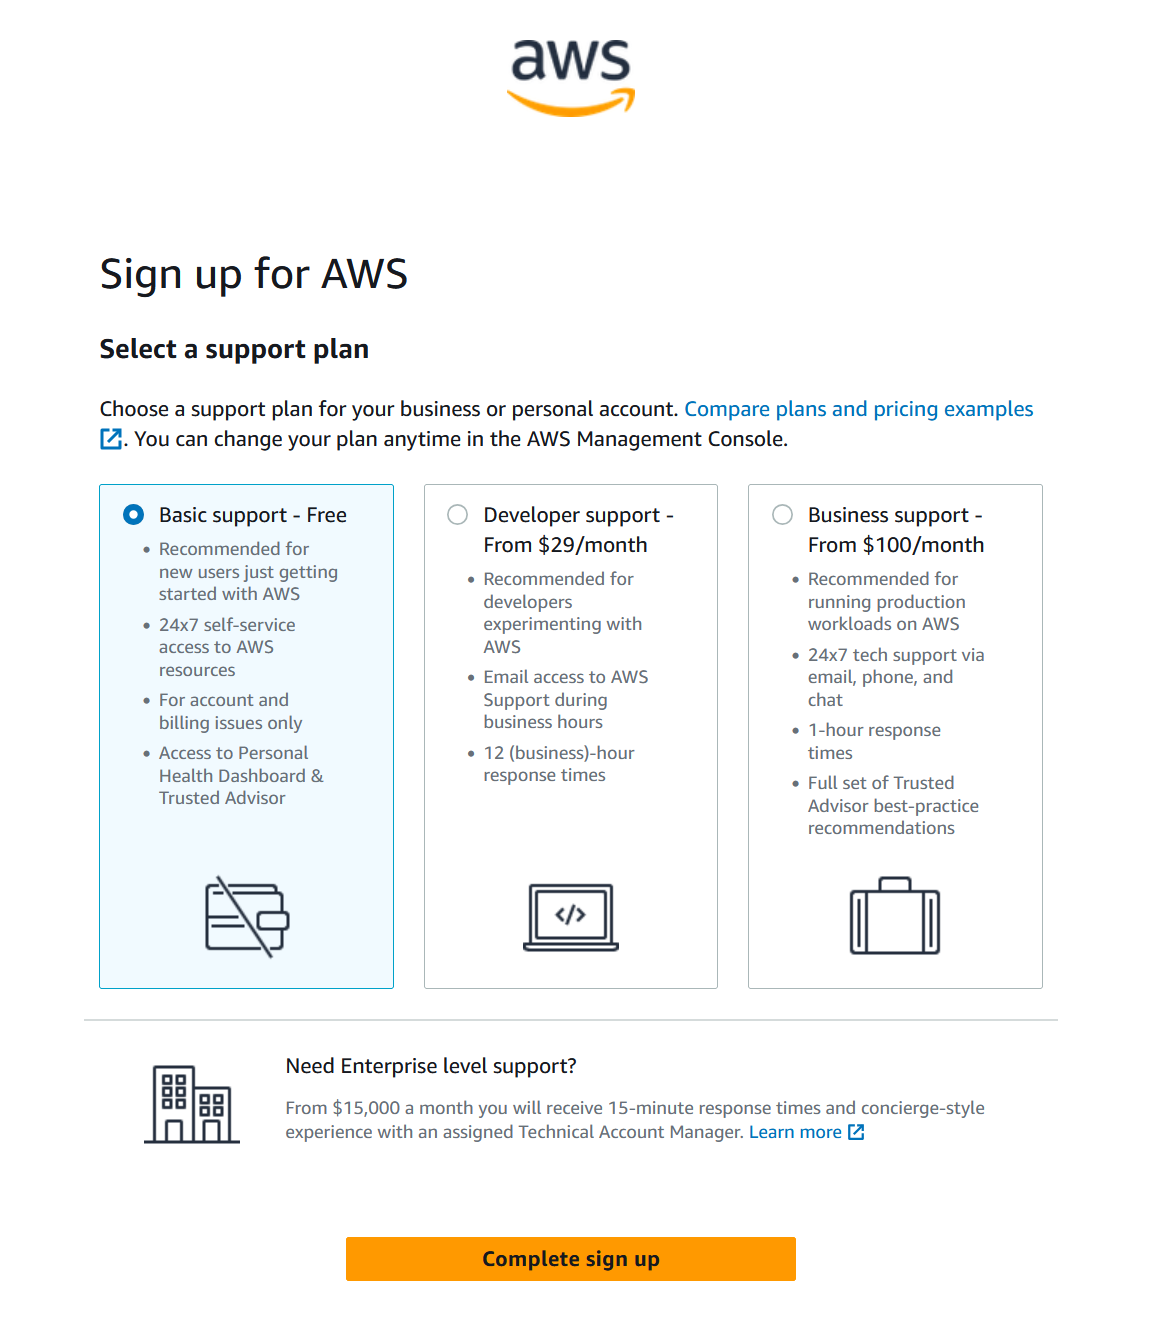 aws
Sign up for AWS
Select a support plan
Choose a support plan for your business or personal account. Compare plans and pricing examples
. You can change your plan anytime in the AWS Management Console.
Basic support - Free
• Recommended for
new users just getting
started with AWS
• 24x7 self-service
access to AWS
resources
• For account and
billing issues only
• Access to Personal
Health Dashboard &
Trusted Advisor
Developer support -
From $29/month
• Recommended for
developers
experimenting with
AWS
• Email access to AWS
Support during
business hours
• 12 (business)-hour
response times
</>
Business support -
From $100/month
• Recommended for
running production
workloads on AWS
• 24x7 tech support via
email, phone, and
chat
• 1-hour response
times
• Full set of Trusted
Advisor best-practice
recommendations
Need Enterprise level support?
From $15,000 a month you will receive 15-minute response times and concierge-style
experience with an assigned Technical Account Manager. Learn more
Complete sign up